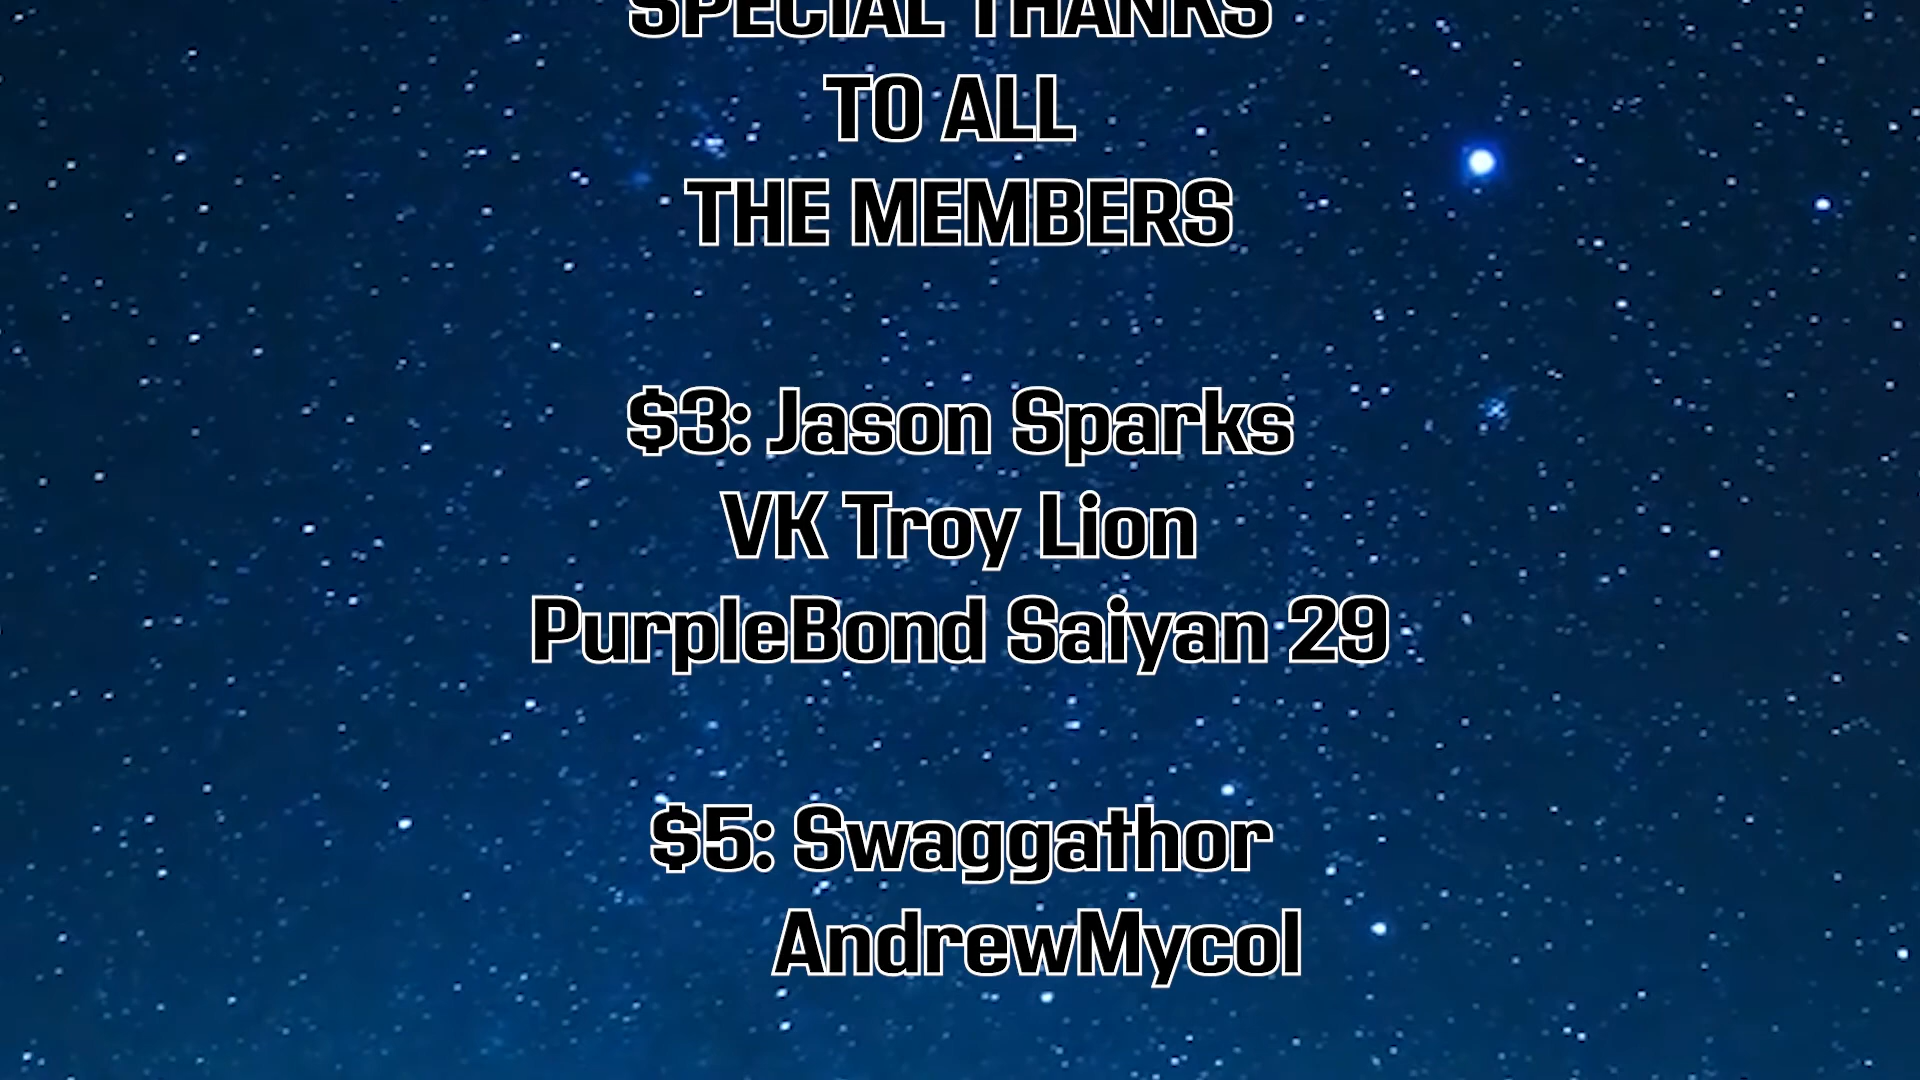 SPECIAL THANKS
TO ALL
THE MEMBERS
$3: Jason Sparks
VK Troy Lion
PurpleBond Saiyan 29
$5: Swaggathor
AndrewMycol